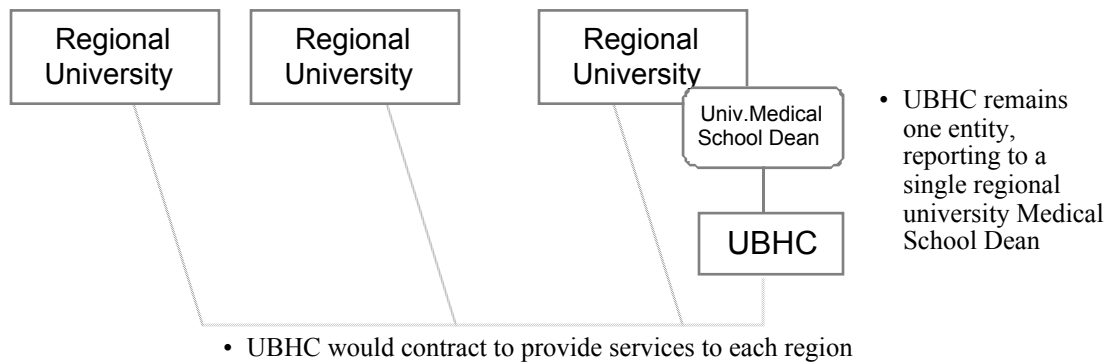 Regional
University
Regional
University
Regional
University
Univ.Medical
School Dean
UBHC
• UBHC remains
one entity,
reporting to a
single regional
university Medical
School Dean
• UBHC would contract to provide services to each region